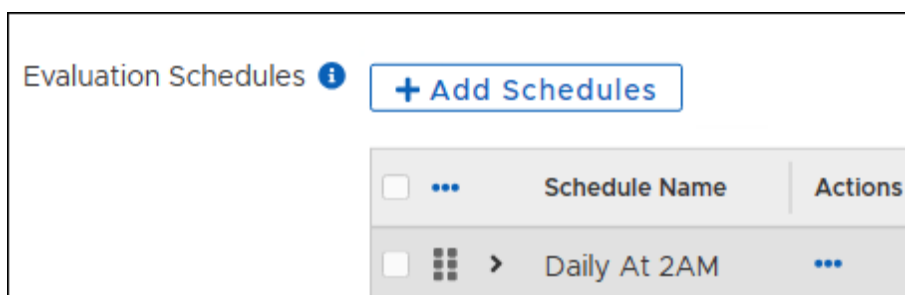 Evaluation Schedules
+ Add Schedules
Schedule Name Actions
Daily At 2AM